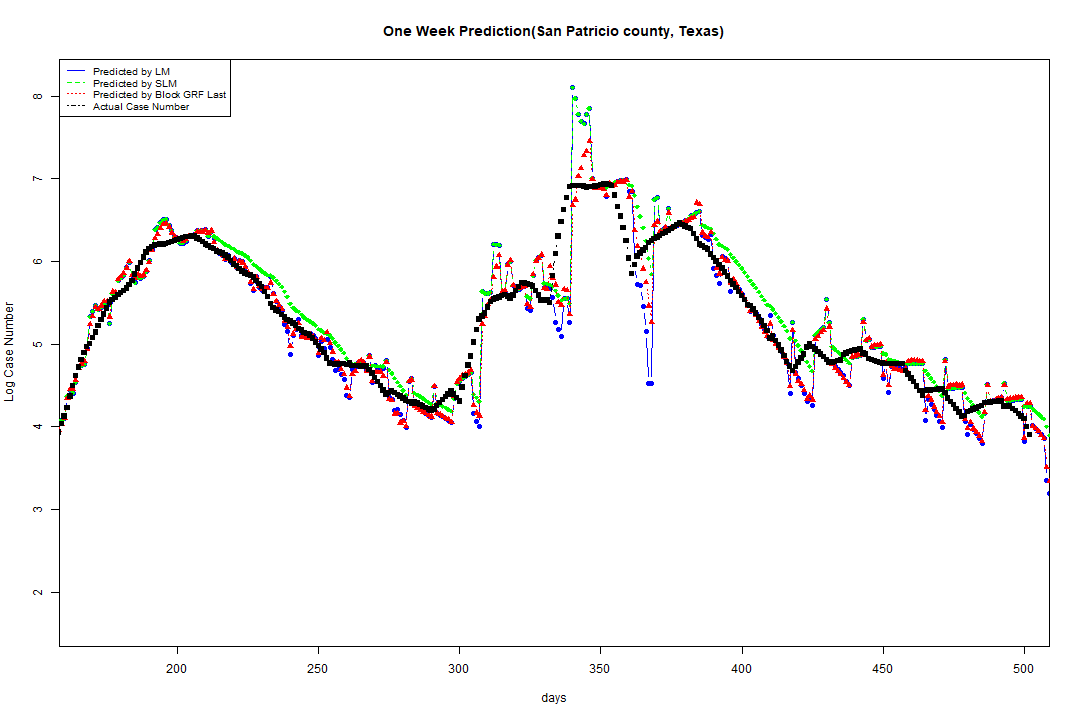 One Week Prediction(San Patricio county, Texas)
Predicted by LM
Predicted by SLM
Predicted by Block GRF Last
Actual Case Number
8
7
6
5
4
3
2
Log Case Number
200 250 300 350 400 450 500
days